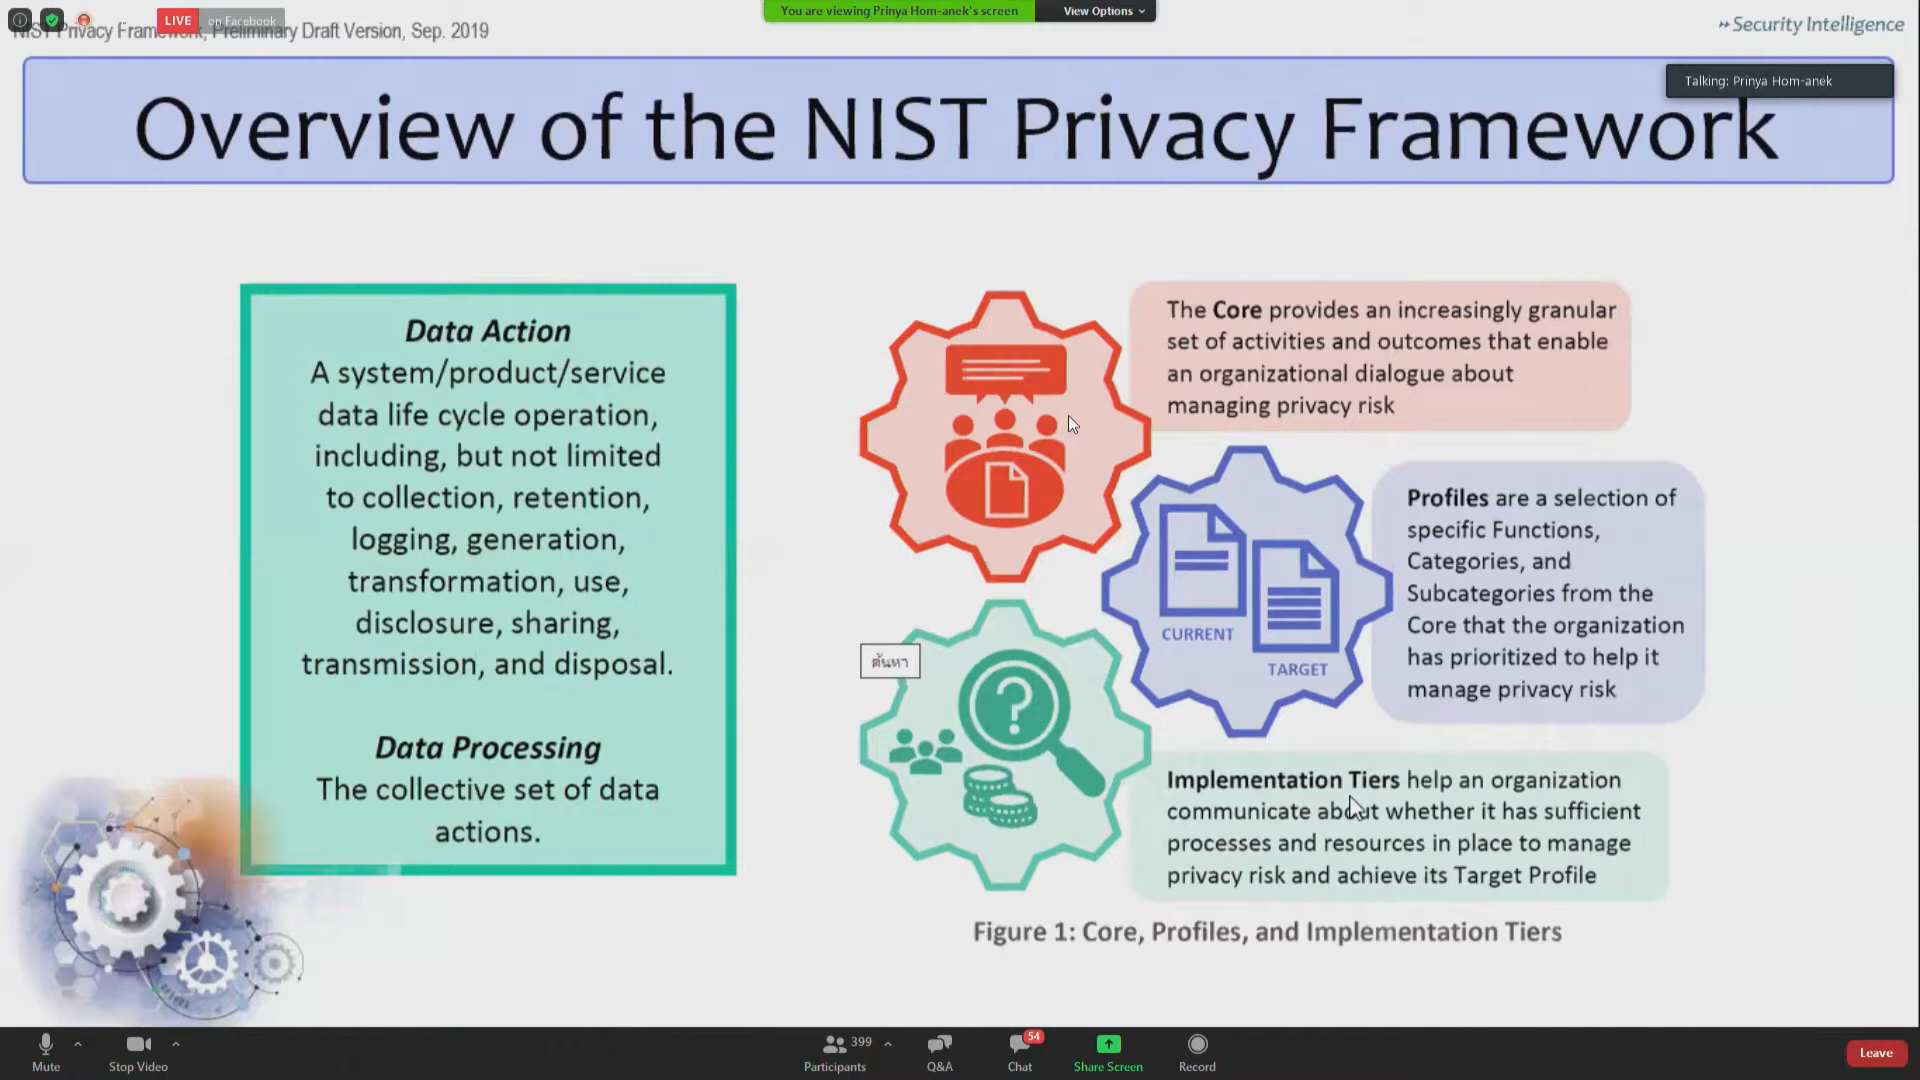 LIVE on Facebook
You are viewing Prinya Hom-anek's screen
View Options
NIST Privacy Framework, Preliminary Draft Version, Sep. 2019
Security Intelligence
Talking: Prinya Hom-anek
Overview of the NIST Privacy Framework
Data Action
A system/product/service
data life cycle operation,
including, but not limited
to collection, retention,
logging, generation,
transformation, use,
disclosure, sharing,
transmission, and disposal.
Data Processing
The collective set of data
actions.
The Core provides an increasingly granular
set of activities and outcomes that enable
an organizational dialogue about
managing privacy risk
CURRENT
TARGET
Profiles are a selection of
specific Functions,
Categories, and
Subcategories from the
Core that the organization
has prioritized to help it
manage privacy risk
ค้นหา
?
Implementation Tiers help an organization
communicate about whether it has sufficient
processes and resources in place to manage
privacy risk and achieve its Target Profile
Figure 1: Core, Profiles, and Implementation Tiers
Mute
Stop Video
399
Participants
Q&A
54
Chat
Share Screen
Record
Leave